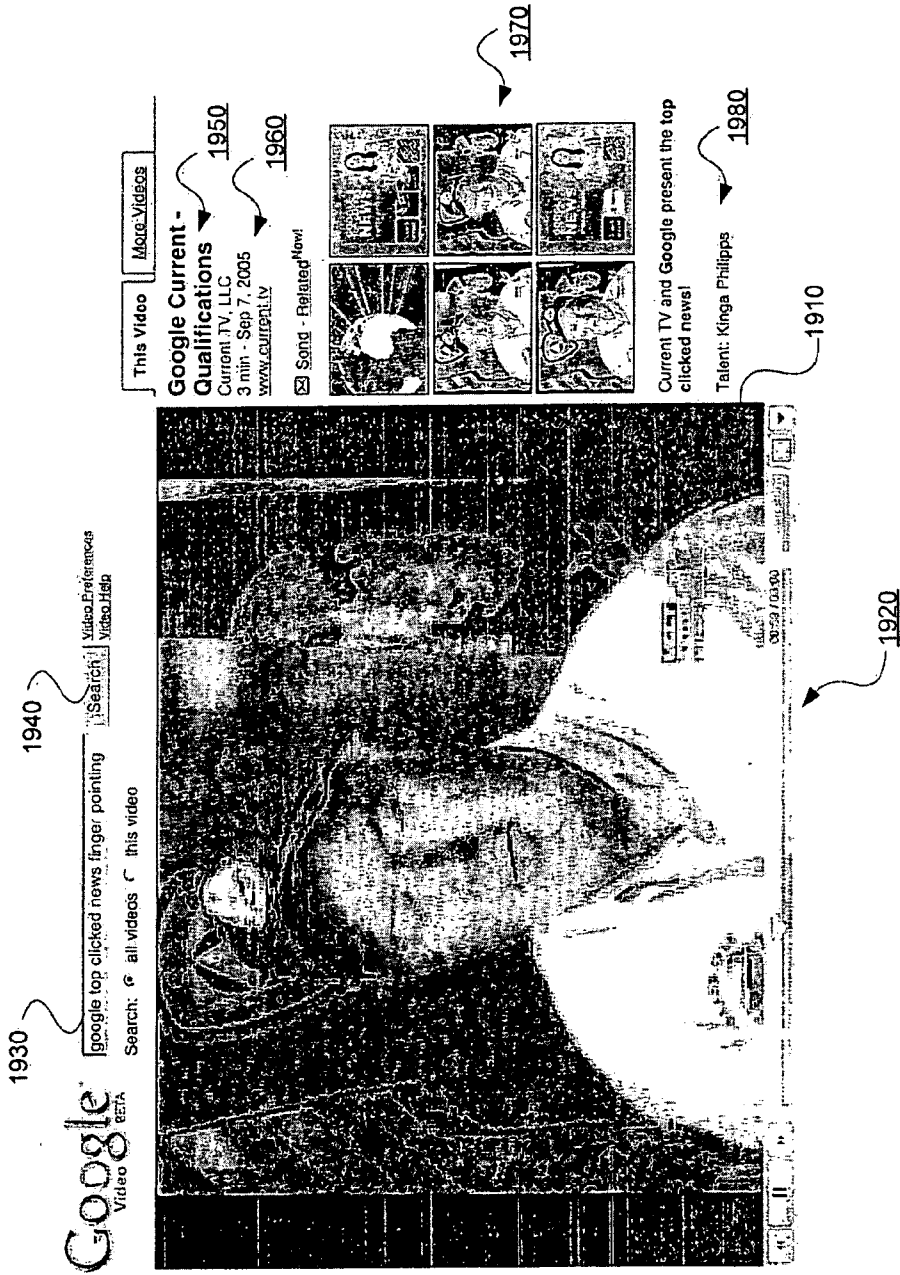 1930
1940
Google
Video BETA
google top clicked news finger pointing
Search
Video Preferences
Video Help
Search: all videos this video
This Video
More Videos
Google Current -
Qualifications
1950
Current TV, LLC
3 min - Sep 7, 2005
1960
www.current.tv
Send - Related Now!
NEWS
NEWS
1970
Current TV and Google present the top
clicked news!
1980
Talent: Kinga Philipps
1910
1920